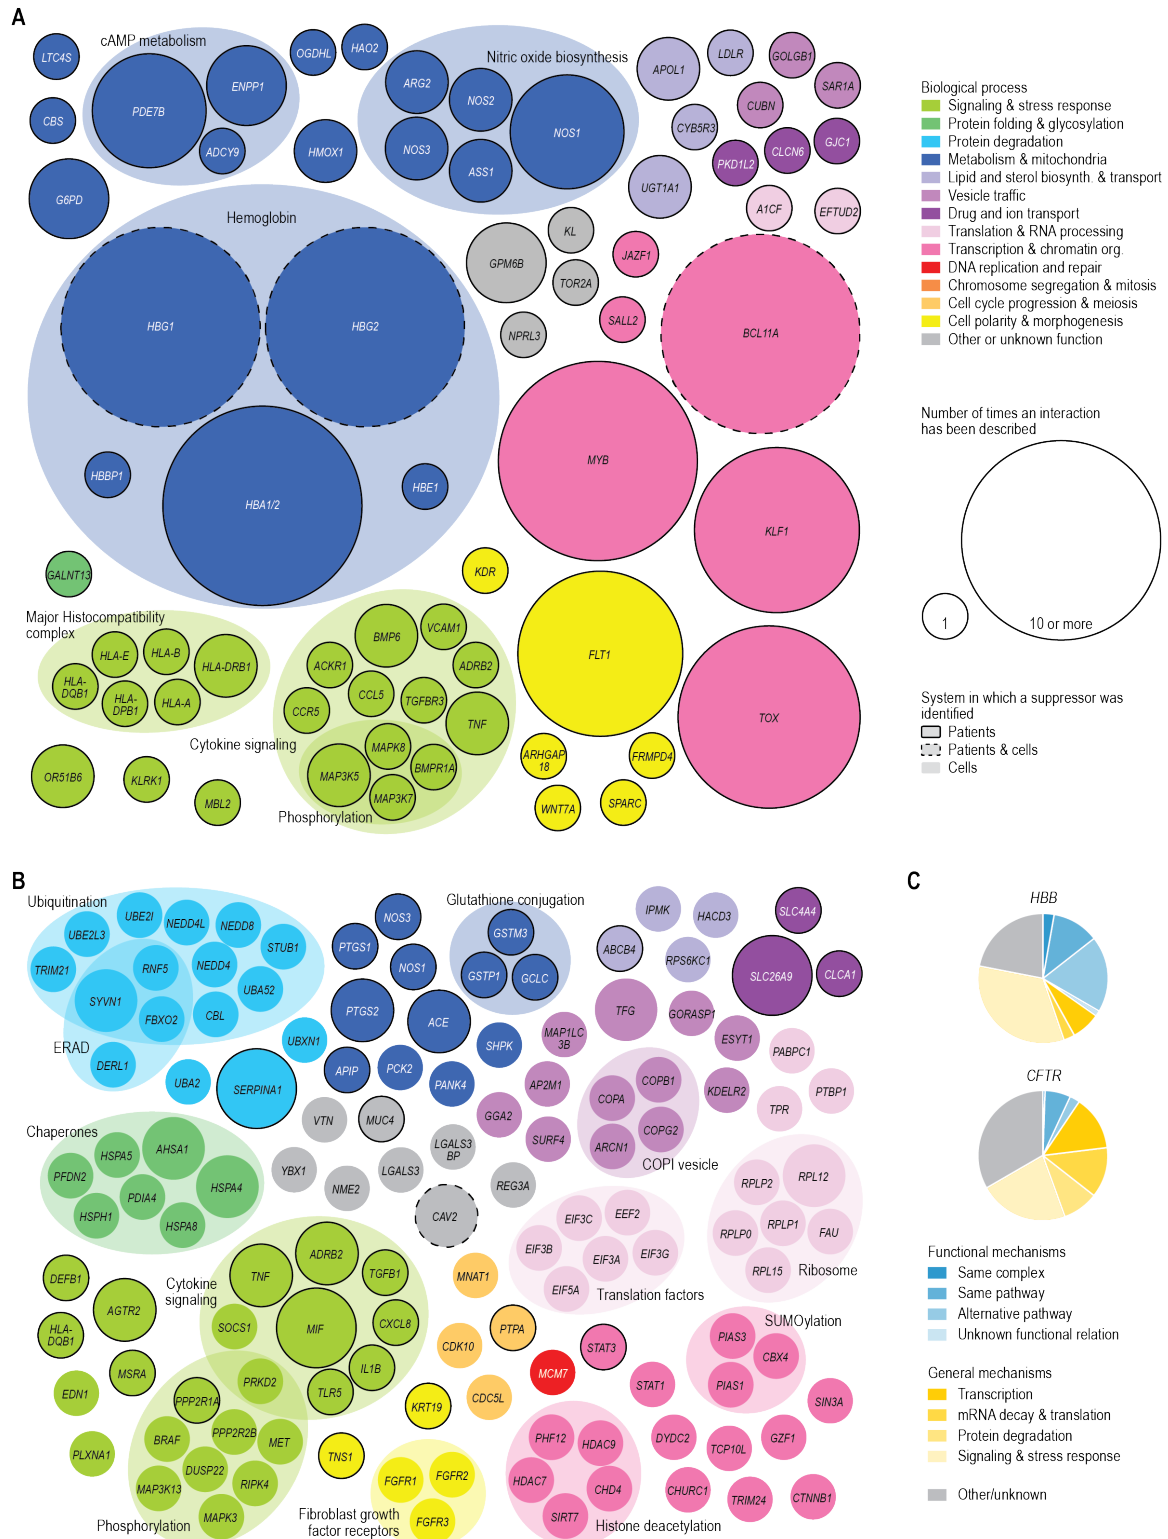 A
cAMP metabolism
LTC4S
OGDHL
HAO2
Nitric oxide biosynthesis
PDE7B
ENPP1
ADCY9
CBS
HMOX1
G6PD
ARG2
NOS2
NOS1
NOS3
ASS1
APOL1
LDLR
GOLGB1
SAR1A
CUBN
CYB5R3
PKD1L2
CLCN6
GJC1
UGT1A1
A1CF
EFTUD2
Hemoglobin
HBG1
HBG2
HBBP1
HBA1/2
HBE1
KL
GPM6B
TOR2A
NPRL3
JAZF1
SALL2
BCL11A
MYB
KLF1
TOX
GALNT13
KDR
FLT1
ARHGAP
18
FRMPD4
WNT7A
SPARC
Major Histocompatibility
complex
HLA-E
HLA-B
HLA-DRB1
HLA-
DQB1
HLA-
DPB1
HLA-A
BMP6
VCAM1
ACKR1
ADRB2
CCL5
TGFBR3
CCR5
TNF
Cytokine signaling
MAPK8
MAP3K5
BMPR1A
MAP3K7
Phosphorylation
OR51B6
KLRK1
MBL2
Biological process
Signaling & stress response
Protein folding & glycosylation
Protein degradation
Metabolism & mitochondria
Lipid and sterol biosynth. & transport
Vesicle traffic
Drug and ion transport
Translation & RNA processing
Transcription & chromatin org.
DNA replication and repair
Chromosome segregation & mitosis
Cell cycle progression & meiosis
Cell polarity & morphogenesis
Other or unknown function
Number of times an interaction
has been described
1
10 or more
System in which a suppressor was
identified
Patients
Patients & cells
Cells
B
Ubiquitination
UBE2L3
UBE2I
NEDD4L
NEDD8
STUB1
TRIM21
RNF5
NEDD4
UBA52
SYVN1
FBXO2
CBL
ERAD
DERL1
UBA2
UBXN1
SERPINA1
NOS3
PTGS1
NOS1
PTGS2
ACE
APIP
PCK2
PANK4
SHPK
Glutathione conjugation
GSTM3
GSTP1
GCLC
IPMK
HACD3
ABCB4
RPS6KC1
SLC4A4
SLC26A9
CLCA1
TFG
GORASP1
MAP1LC
3B
ESYT1
AP2M1
KDELR2
GGA2
SURF4
COPB1
COPA
COPG2
ARCN1
COPI vesicle
PABPC1
PTBP1
TPR
Chaperones
HSPA5
AHSA1
PFDN2
PDIA4
HSPA4
HSPH1
HSPA8
VTN
MUC4
LGALS3
BP
YBX1
NME2
LGALS3
REG3A
CAV2
EIF3C
EEF2
EIF3B
EIF3A
EIF3G
EIF5A
Translation factors
RPLP2
RPL12
RPLP0
RPLP1
FAU
RPL15
Ribosome
DEFB1
AGTR2
HLA-
DQB1
MSRA
EDN1
PLXNA1
Cytokine
signaling
TNF
ADRB2
TGFB1
SOCS1
MIF
CXCL8
IL1B
PRKD2
TLR5
PPP2R1A
BRAF
PPP2R2B
MET
DUSP22
MAP3K13
RIPK4
MAPK3
Phosphorylation
MNAT1
PTPA
CDK10
CDC5L
MCM7
KRT19
TNS1
FGFR1
FGFR2
FGFR3
Fibroblast growth
factor receptors
STAT3
STAT1
SUMOylation
PIAS3
CBX4
PIAS1
SIN3A
PHF12
HDAC9
HDAC7
CHD4
SIRT7
Histone deacetylation
DYDC2
TCP10L
GZF1
CHURC1
TRIM24
CTNNB1
C
HBB
CFTR
Functional mechanisms
Same complex
Same pathway
Alternative pathway
Unknown functional relation
General mechanisms
Transcription
mRNA decay & translation
Protein degradation
Signaling & stress response
Other/unknown